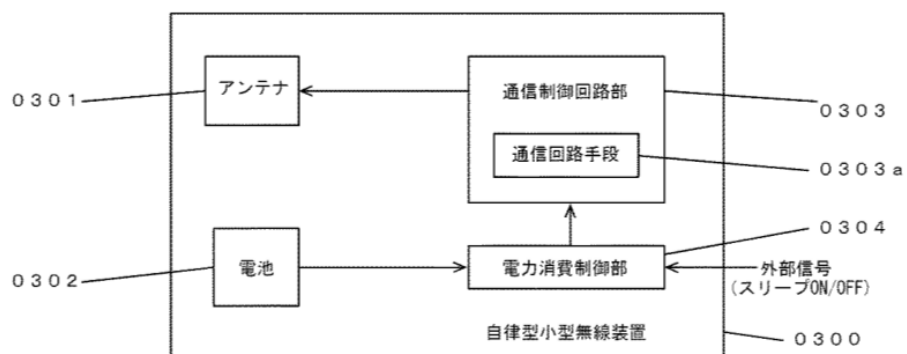 アンテナ
通信制御回路部
0301
0303
通信回路手段
0303a
0304
電池
電力消費制御部
外部信号
(スリープON/OFF)
0302
自律型小型無線装置
0300